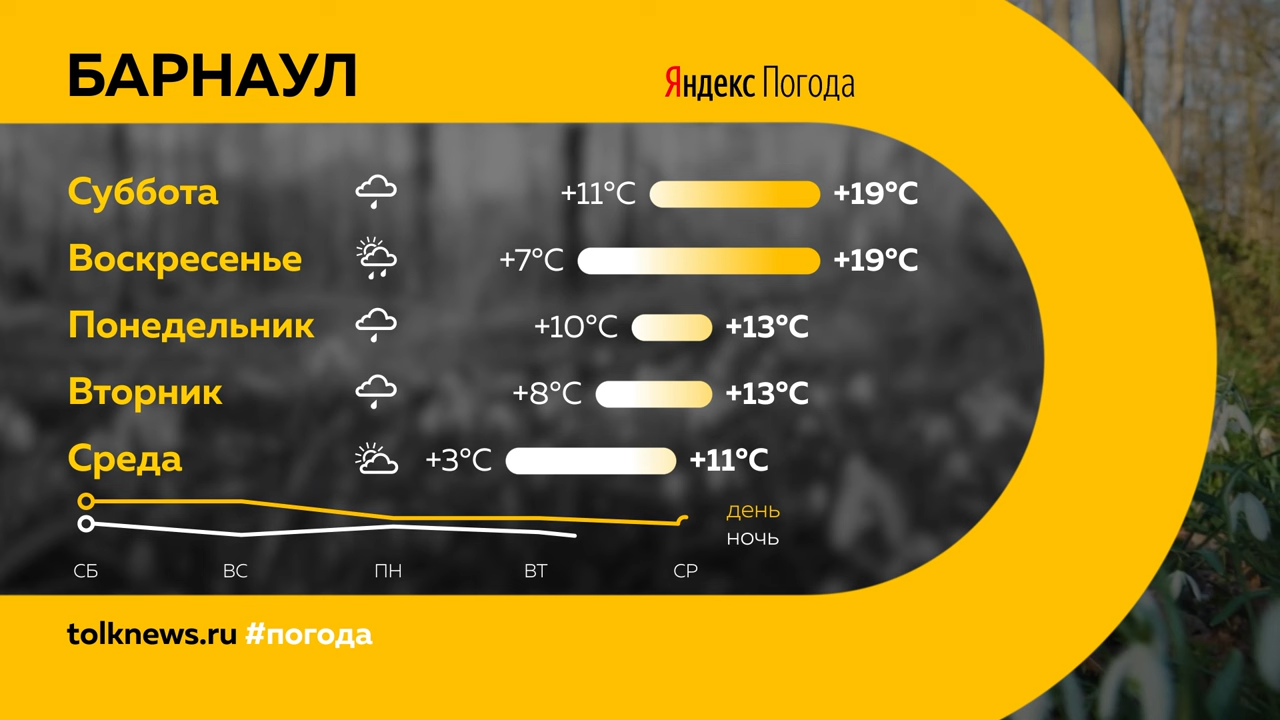 БАРНАУЛ
Яндекс Погода
Суббота +11°C +19°C
Воскресенье +7°C +19°C
Понедельник +10°C +13°C
Вторник +8°C +13°C
Среда +3°C +11°C
день
ночь
СБ ВС ПН ВТ СР
tolknews.ru #погода